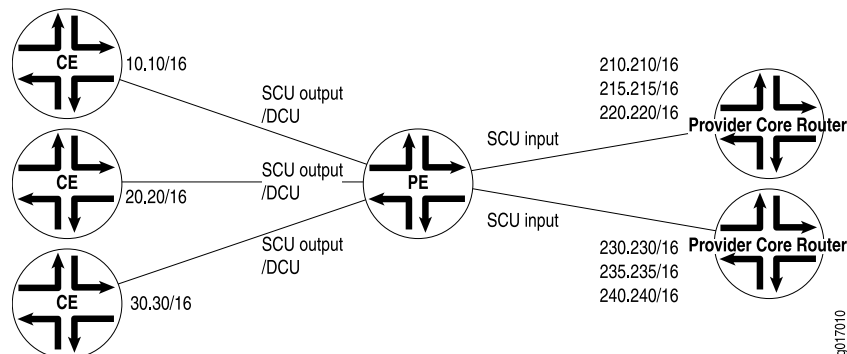 CE
10.10/16
SCU output
/DCU
CE
20.20/16
SCU output
/DCU
CE
30.30/16
SCU output
/DCU
PE
SCU input
SCU input
210.210/16
215.215/16
220.220/16
Provider Core Router
230.230/16
235.235/16
240.240/16
Provider Core Router
g017010